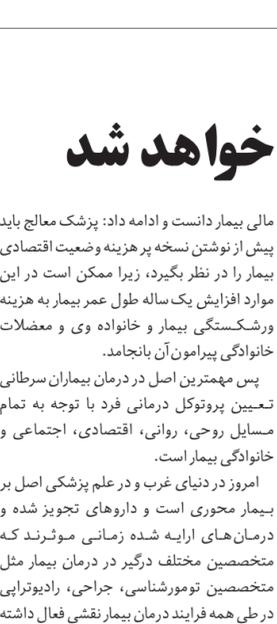 خواهد شد
مالی بیمار دانست و ادامه داد: پزشک معالج باید
پیش از نوشتن نسخه پر هزینه وضعیت اقتصادی
بیمار را در نظر بگیرد، زیرا ممکن است در این
موارد افزایش یک ساله طول عمر بیمار به هزینه
ورشکستگی بیمار و خانواده وی و معضلات
خانوادگی پیرامون آن بانجامد.
پس مهمترین اصل در درمان بیماران سرطانی
تعیین پروتوکل درمانی فرد با توجه به تمام
مسایل روحی، روانی، اقتصادی، اجتماعی و
خانوادگی بیمار است.
امروز در دنیای غرب و در علم پزشکی اصل بر
بیمار محوری است و داروهای تجویز شده و
درمان‌های ارایه شده زمانی موثرند که
متخصصین مختلف درگیر در درمان بیمار مثل
متخصصین تومورشناسی، جراحی، رادیوتراپی
در طی همه فرایند درمان بیمار نقشی فعال داشته